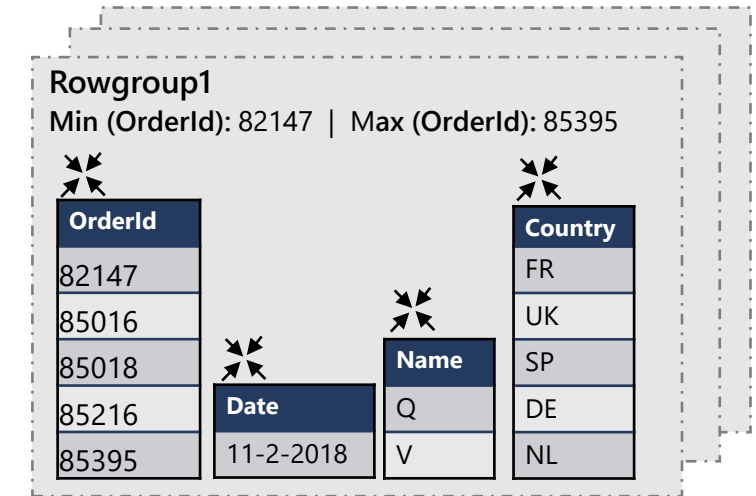 Rowgroup1
Min (OrderId): 82147 | Max (OrderId): 85395
OrderId
82147
85016
85018
85216
85395
Date
11-2-2018
Name
Q
V
Country
FR
UK
SP
DE
NL